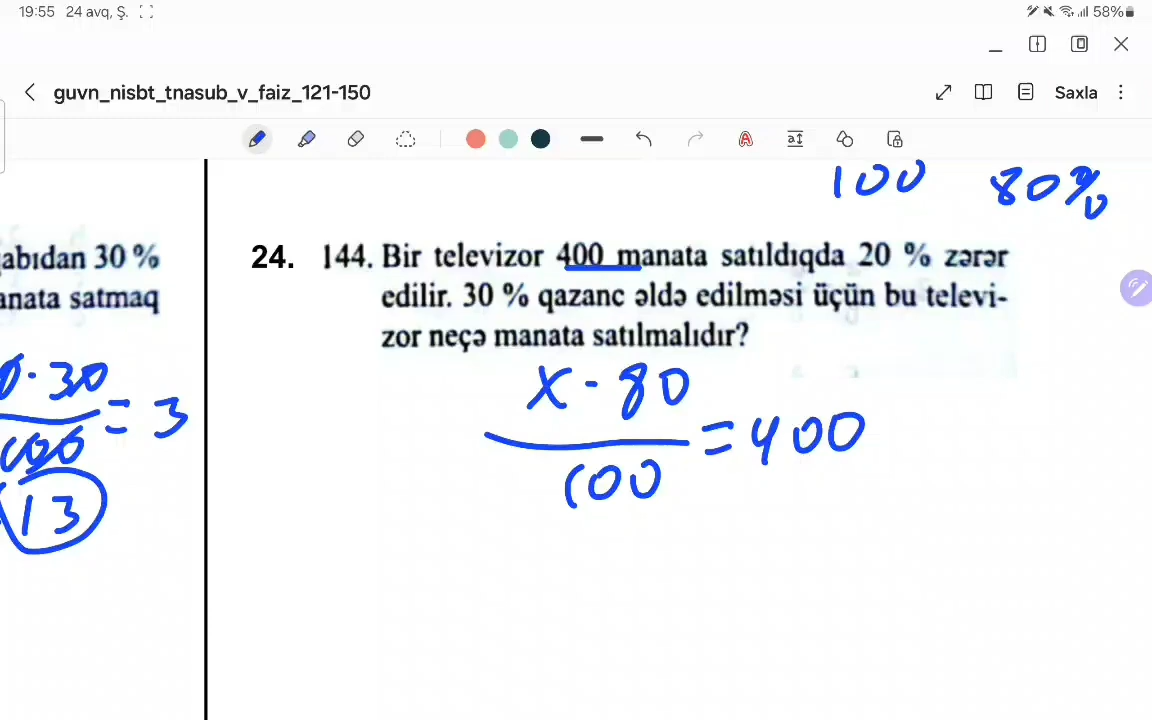 19:55 24 avq, Ş. 58%
guvn_nisbt_tnasub_v_faiz_121-150 Saxla
100 80%
abıdan 30 %
anata satmaq
24. 144. Bir televizor 400 manata satıldıqda 20 % zərər
edilir. 30 % qazanc əldə edilməsi üçün bu televi-
zor neçə manata satılmalıdır?
0 · 30
100
= 3
13
x · 80
100
= 400